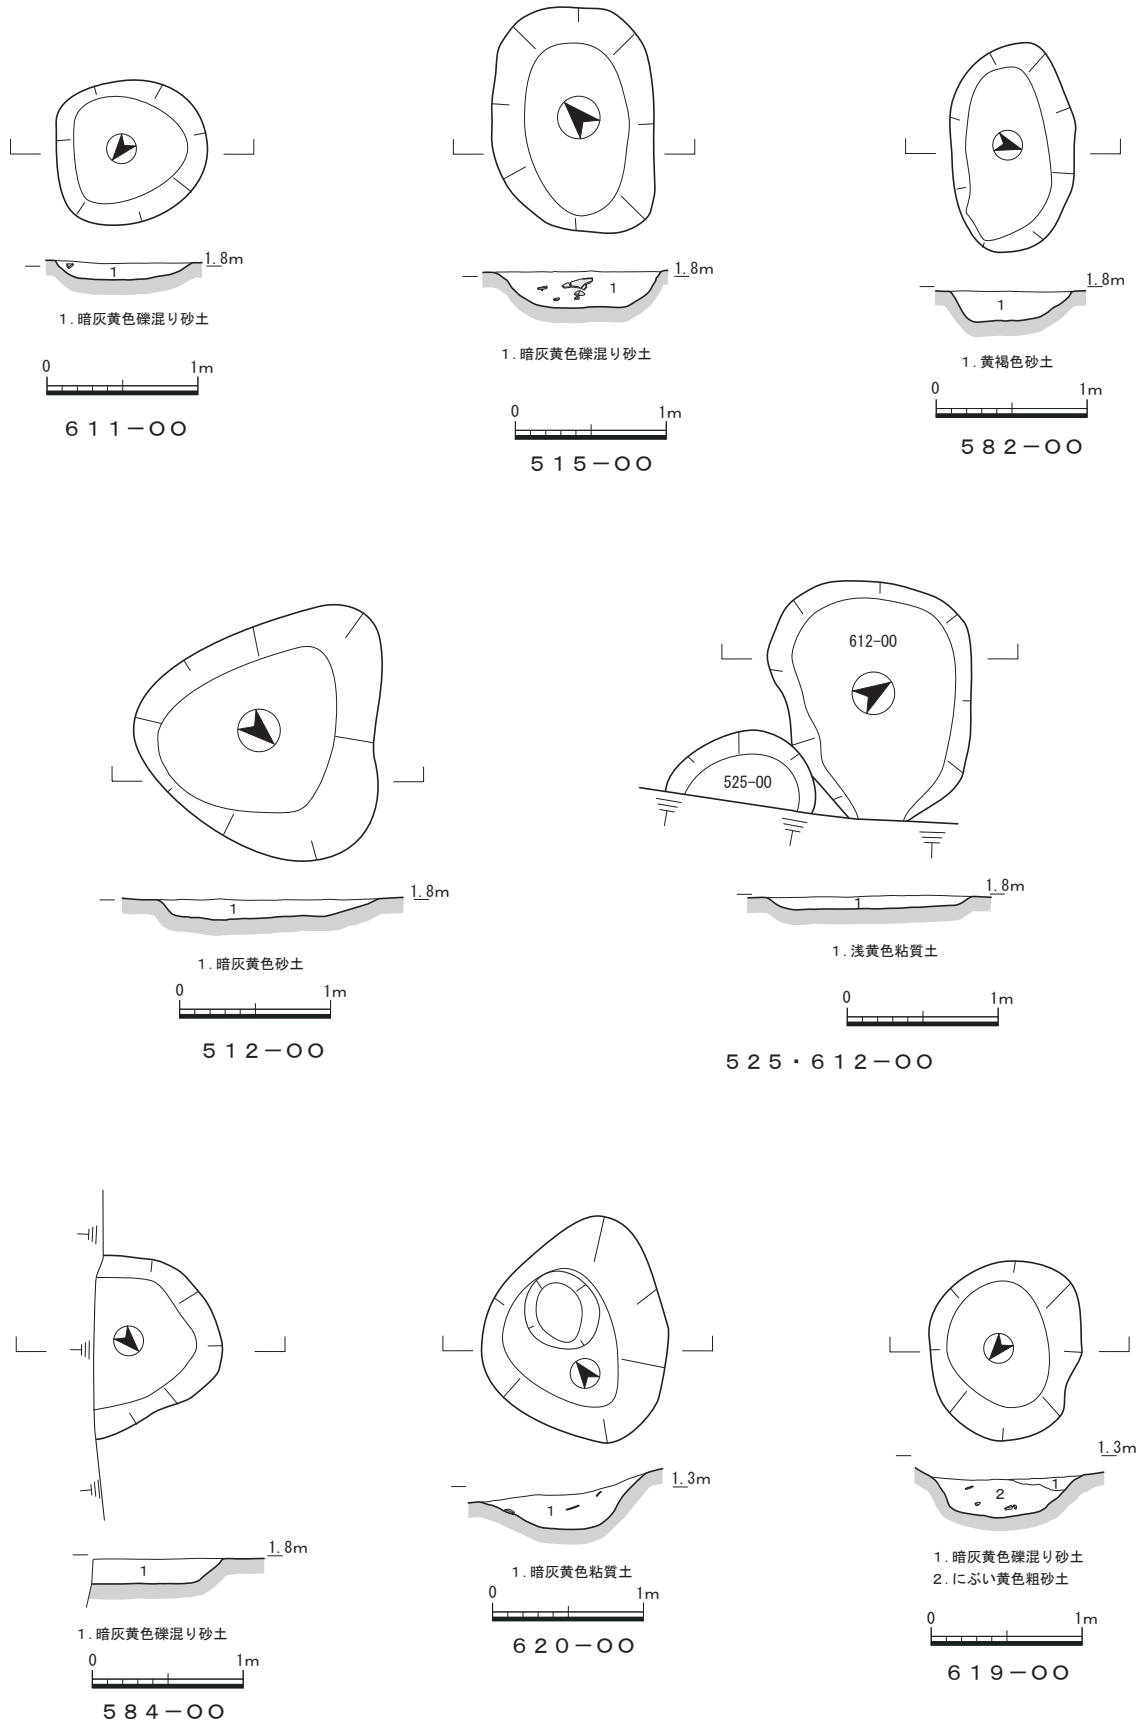 1.8m
1
1.暗灰黄色礫混り砂土
0 1m
611-OO
1.8m
1
1.暗灰黄色礫混り砂土
0 1m
515-OO
1.8m
1
1.黄褐色砂土
0 1m
582-OO
1.8m
1
1.暗灰黄色砂土
0 1m
512-OO
612-00
525-00
1.8m
1
1.浅黄色粘質土
0 1m
525・612-OO
1.8m
1
1.暗灰黄色礫混り砂土
0 1m
584-OO
1.3m
1
1.暗灰黄色粘質土
0 1m
620-OO
1.3m
1
2
1.暗灰黄色礫混り砂土
2.にぶい黄色粗砂土
0 1m
619-OO